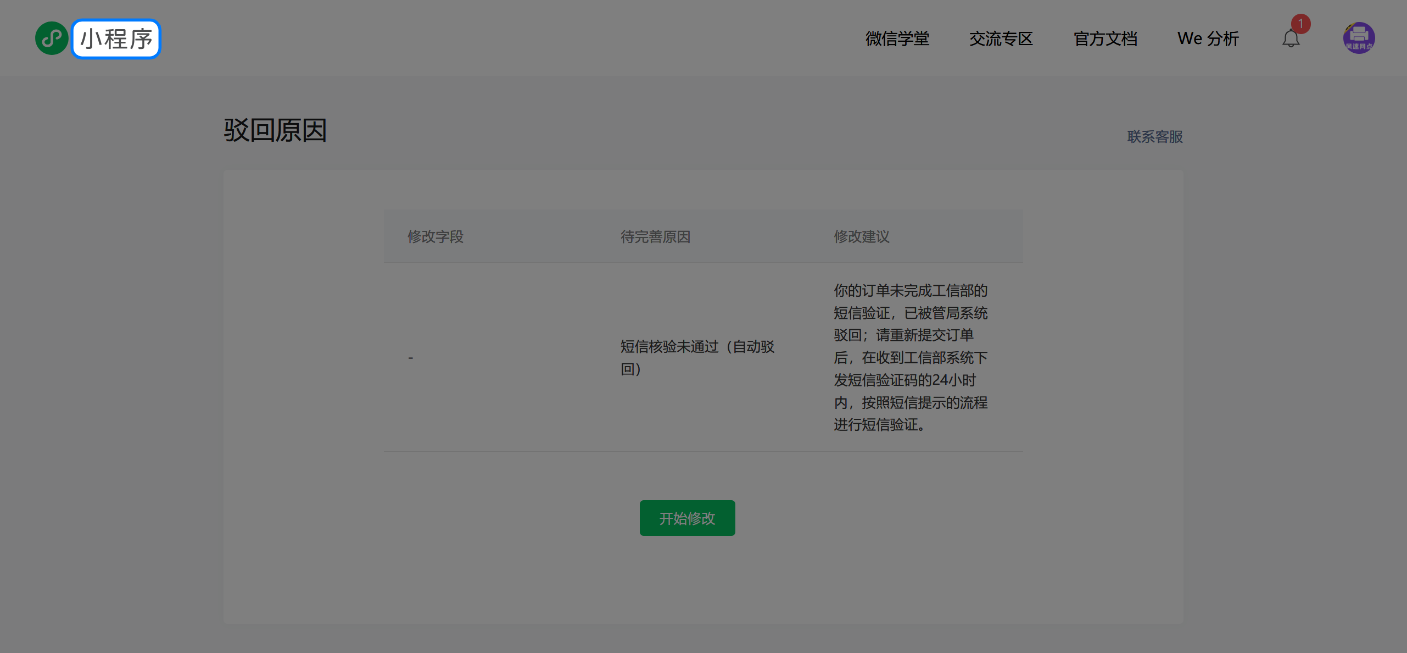 小程序
微信学堂
交流专区
官方文档
We 分析
1
驳回原因
联系客服
修改字段
待完善原因
修改建议
-
短信核验未通过（自动驳
回）
你的订单未完成工信部的
短信验证，已被管局系统
驳回；请重新提交订单
后，在收到工信部系统下
发短信验证码的24小时
内，按照短信提示的流程
进行短信验证。
开始修改